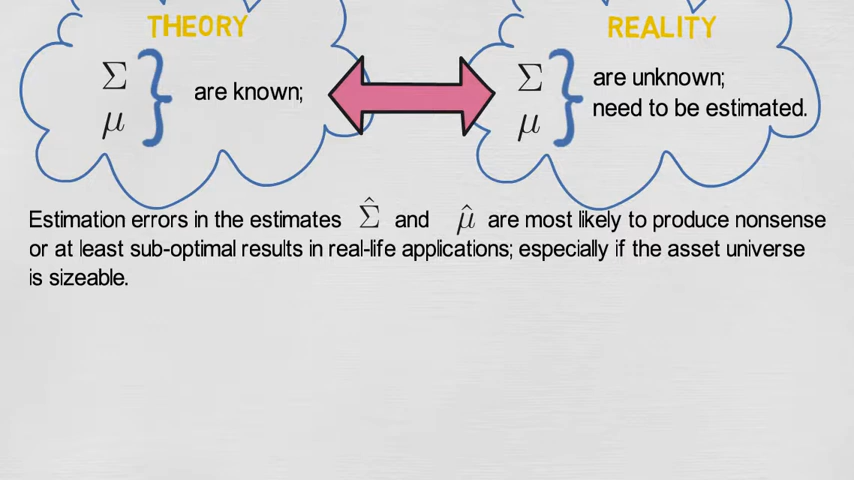 THEORY
Σ
μ
are known;
REALITY
Σ
μ
are unknown;
need to be estimated.
Estimation errors in the estimates Σ̂ and μ̂ are most likely to produce nonsense
or at least sub-optimal results in real-life applications; especially if the asset universe
is sizeable.